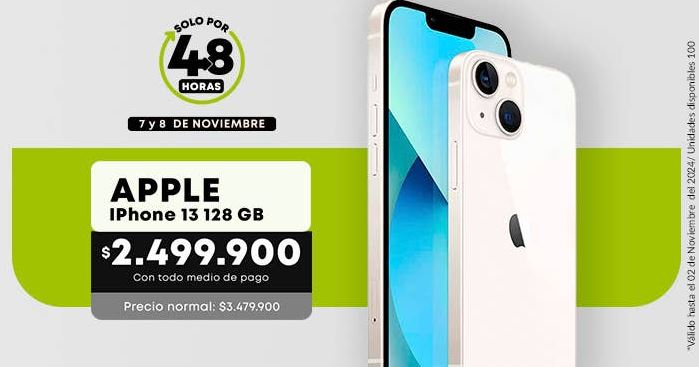 SOLO POR
48
HORAS
7 y 8 DE NOVIEMBRE
APPLE
IPhone 13 128 GB
$2.499.900
Con todo medio de pago
Precio normal: $3.479.900
*Válido hasta el 02 de Noviembre del 2024 / Unidades disponibles 100